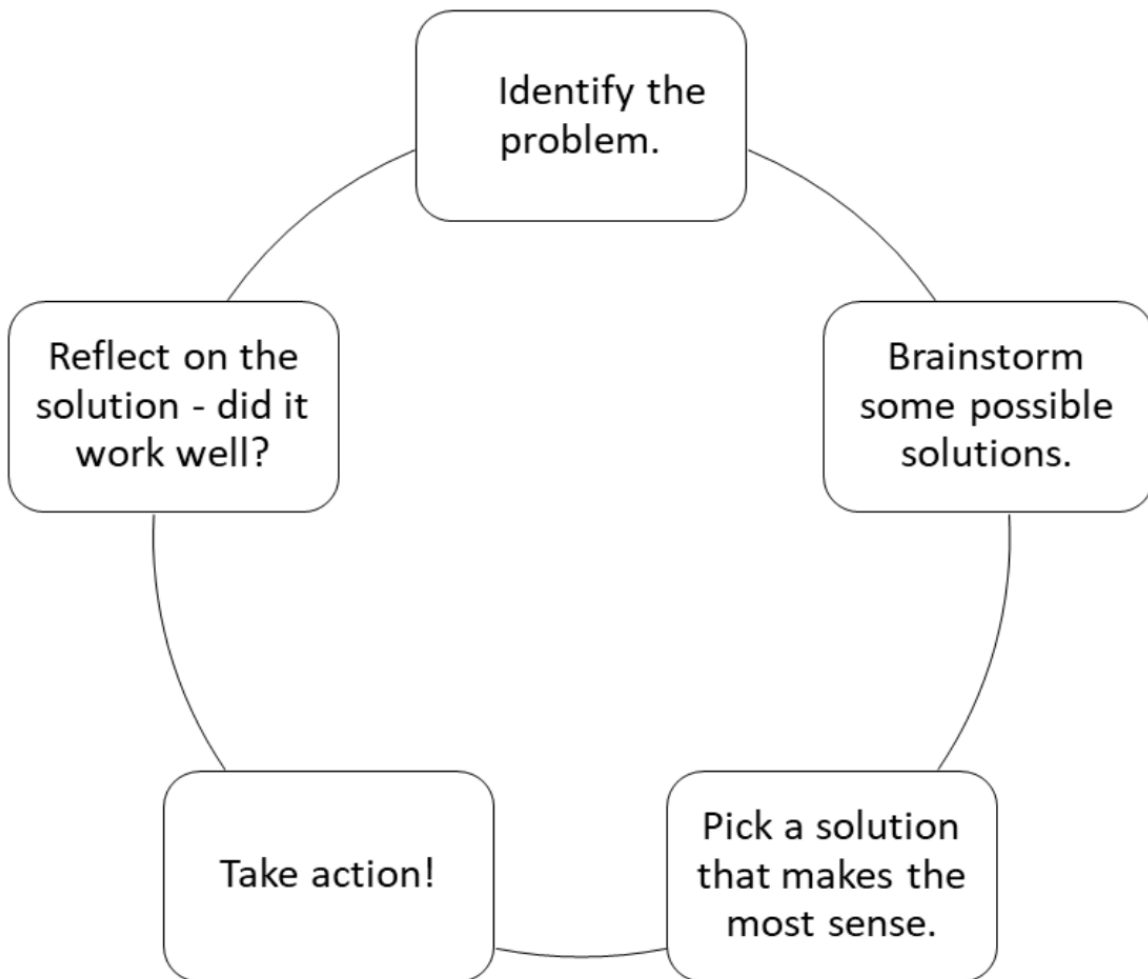 Identify the
problem.
Brainstorm
some possible
solutions.
Pick a solution
that makes the
most sense.
Take action!
Reflect on the
solution - did it
work well?